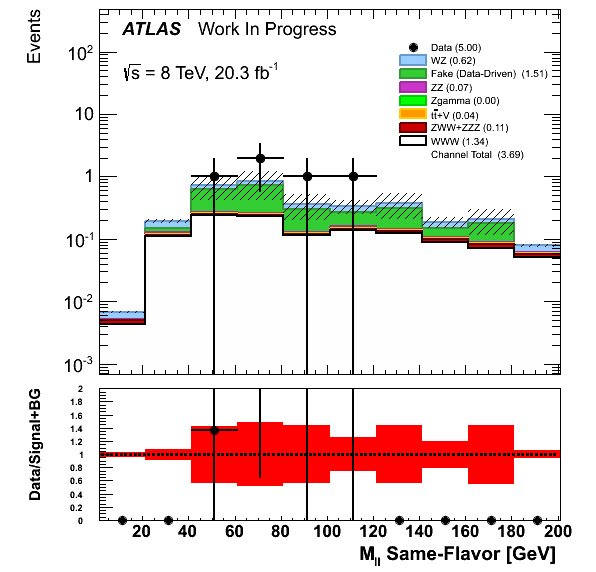 Events
ATLAS Work In Progress
√s = 8 TeV, 20.3 fb⁻¹
Data (5.00)
WZ (0.62)
Fake (Data-Driven) (1.51)
ZZ (0.07)
Zgamma (0.00)
tt̄+V (0.04)
ZWW+ZZZ (0.11)
WWW (1.34)
Channel Total (3.69)
10²
10
1
10⁻¹
10⁻²
10⁻³
Data/Signal+BG
2
1.8
1.6
1.4
1.2
1
0.8
0.6
0.4
0.2
0
20 40 60 80 100 120 140 160 180 200
M_ll Same-Flavor [GeV]